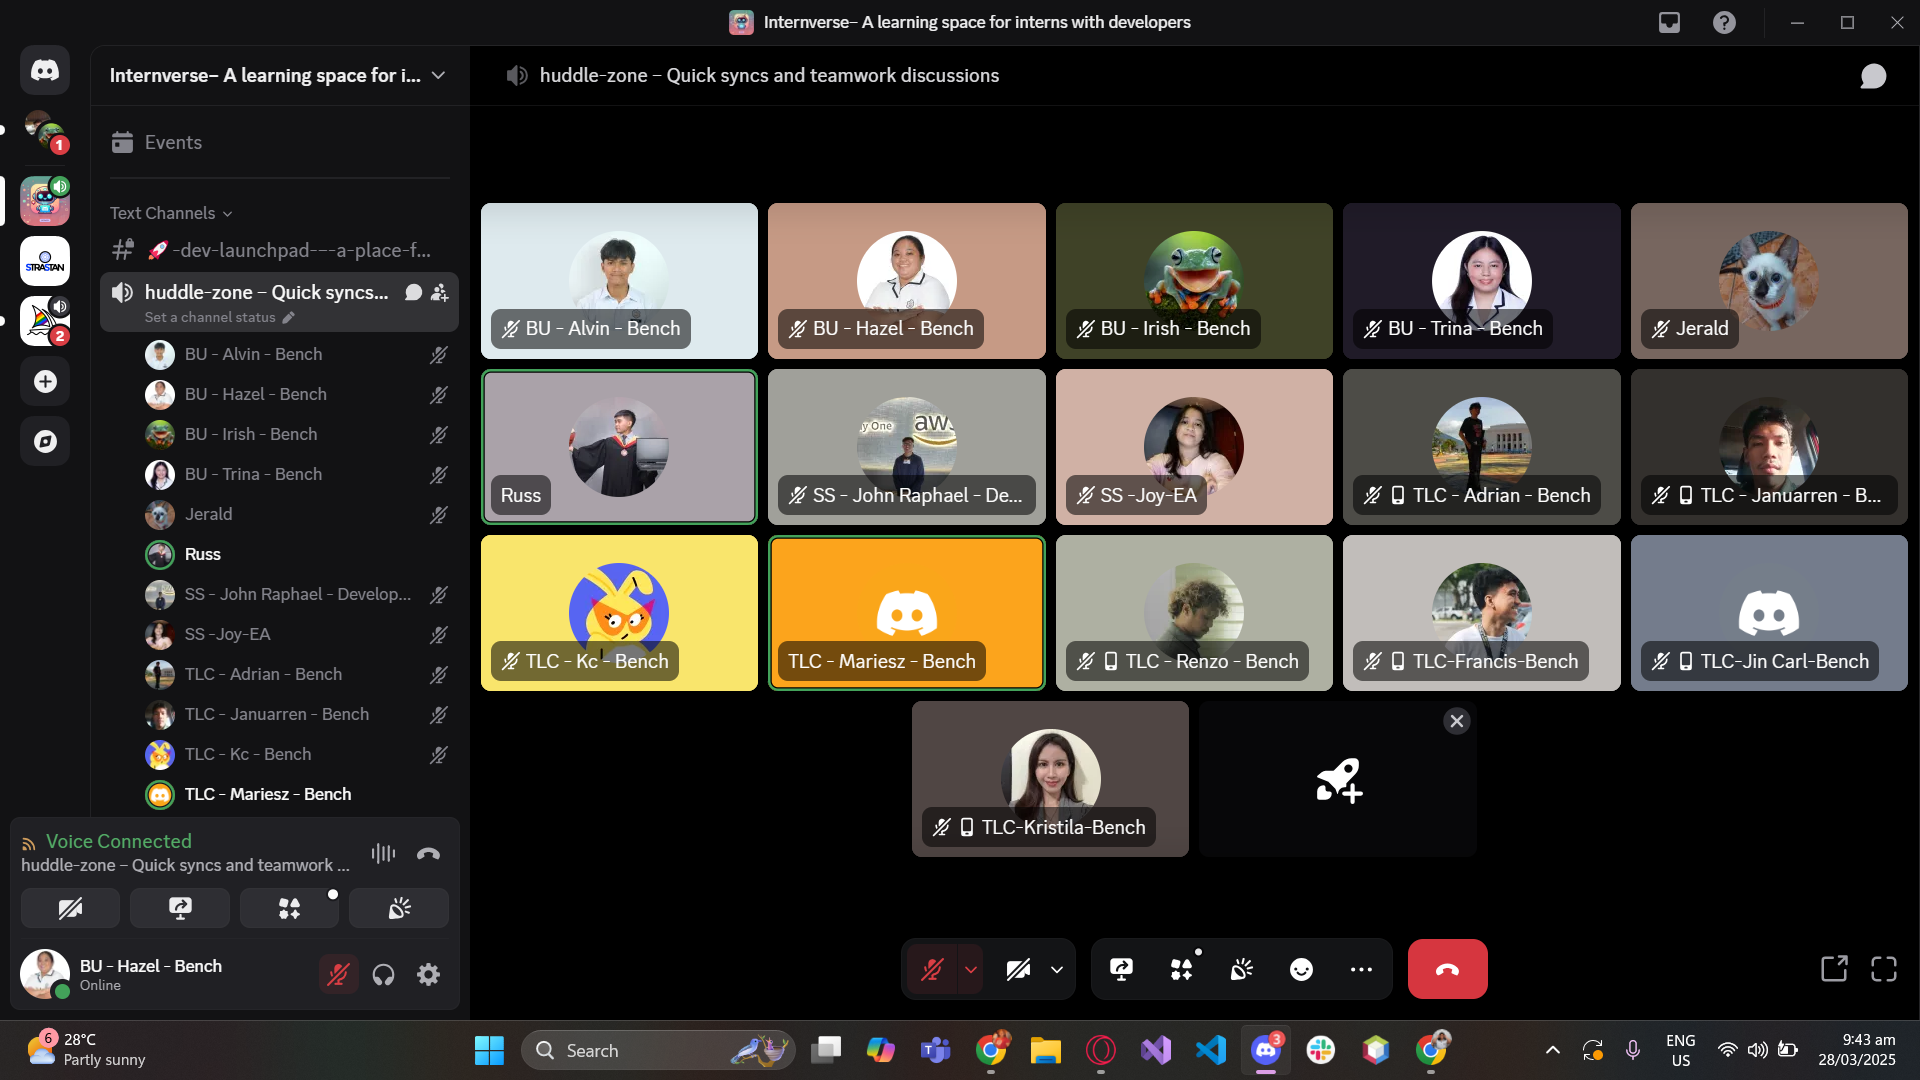 Internverse– A learning space for interns with developers
Internverse– A learning space for i...
huddle-zone – Quick syncs and teamwork discussions
Events
1
Text Channels
-dev-launchpad---a-place-f...
STRASTAN
huddle-zone – Quick syncs...
Set a channel status
2
BU - Alvin - Bench
BU - Hazel - Bench
BU - Irish - Bench
BU - Trina - Bench
Jerald
Russ
SS - John Raphael - Develop...
SS -Joy-EA
TLC - Adrian - Bench
TLC - Januarren - Bench
TLC - Kc - Bench
TLC - Mariesz - Bench
BU - Alvin - Bench
BU - Hazel - Bench
BU - Irish - Bench
BU - Trina - Bench
Jerald
Russ
y One
aws
SS - John Raphael - De...
SS -Joy-EA
TLC - Adrian - Bench
TLC - Januarren - B...
TLC - Kc - Bench
TLC - Mariesz - Bench
TLC - Renzo - Bench
TLC-Francis-Bench
TLC-Jin Carl-Bench
TLC-Kristila-Bench
Voice Connected
huddle-zone – Quick syncs and teamwork ...
BU - Hazel - Bench
Online
6
28°C
Partly sunny
Search
3
ENG
US
9:43 am
28/03/2025